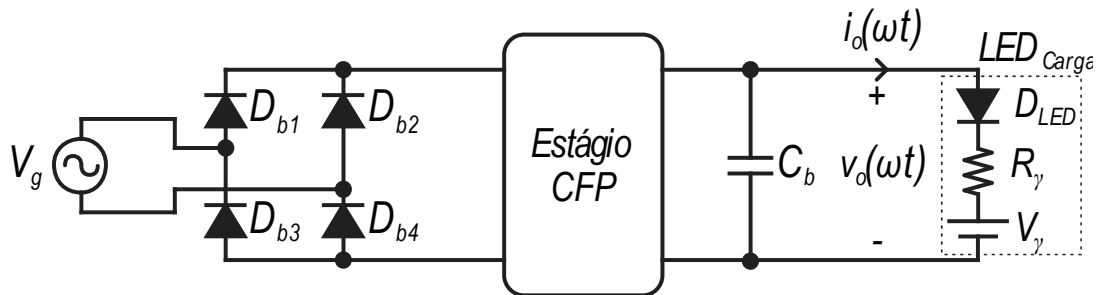 V_g
D_b1
D_b2
D_b3
D_b4
Estágio
CFP
C_b
i_o(ωt)
+
v_o(ωt)
-
LED_Carga
D_LED
R_γ
V_γ